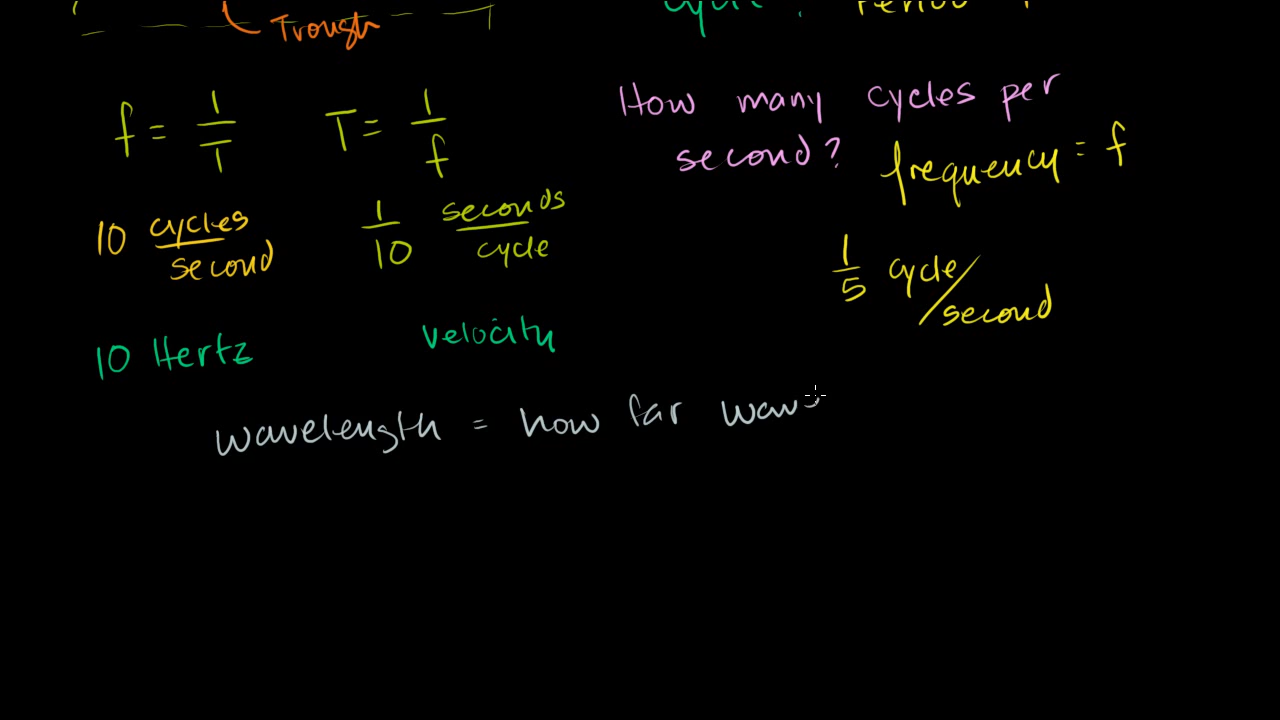 Trough
f = 1/T T = 1/f
How many cycles per
second? frequency = f
10 cycles/second 1/10 seconds/cycle
1/5 cycle/second
10 Hertz velocity
wavelength = how far wav